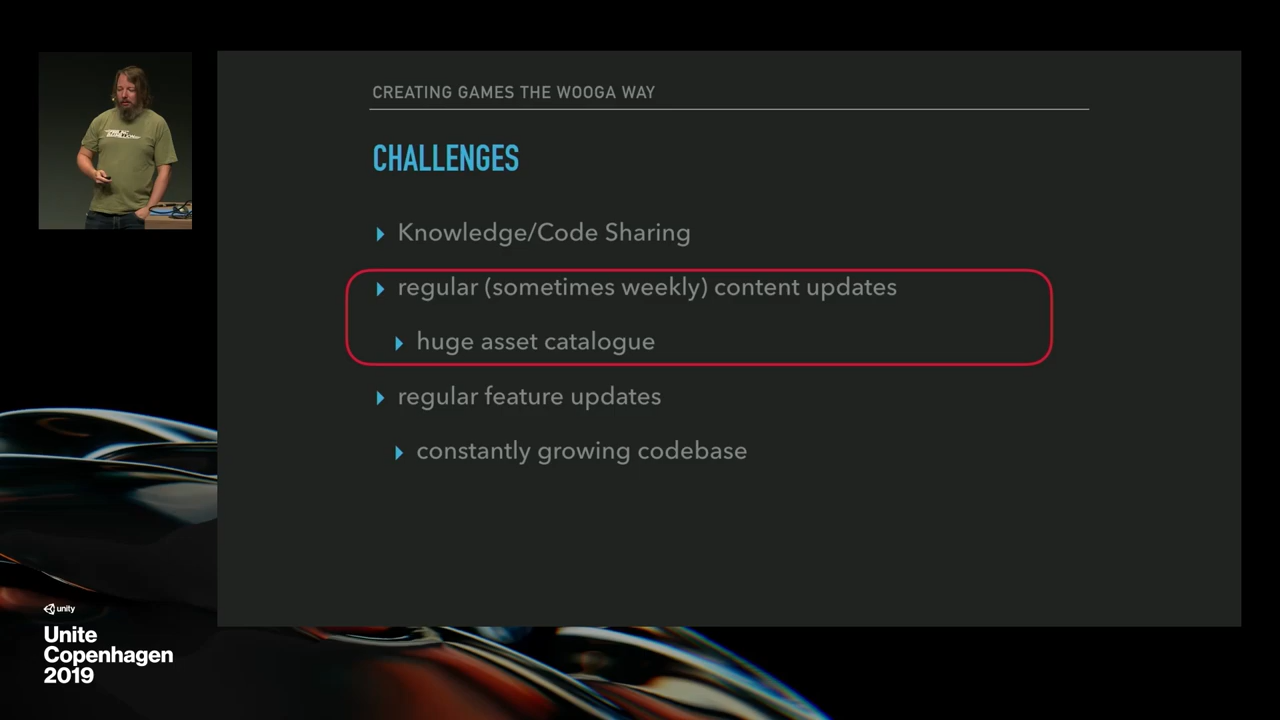 CREATING GAMES THE WOOGA WAY
CHALLENGES
Knowledge/Code Sharing
regular (sometimes weekly) content updates
huge asset catalogue
regular feature updates
constantly growing codebase
unity
Unite
Copenhagen
2019